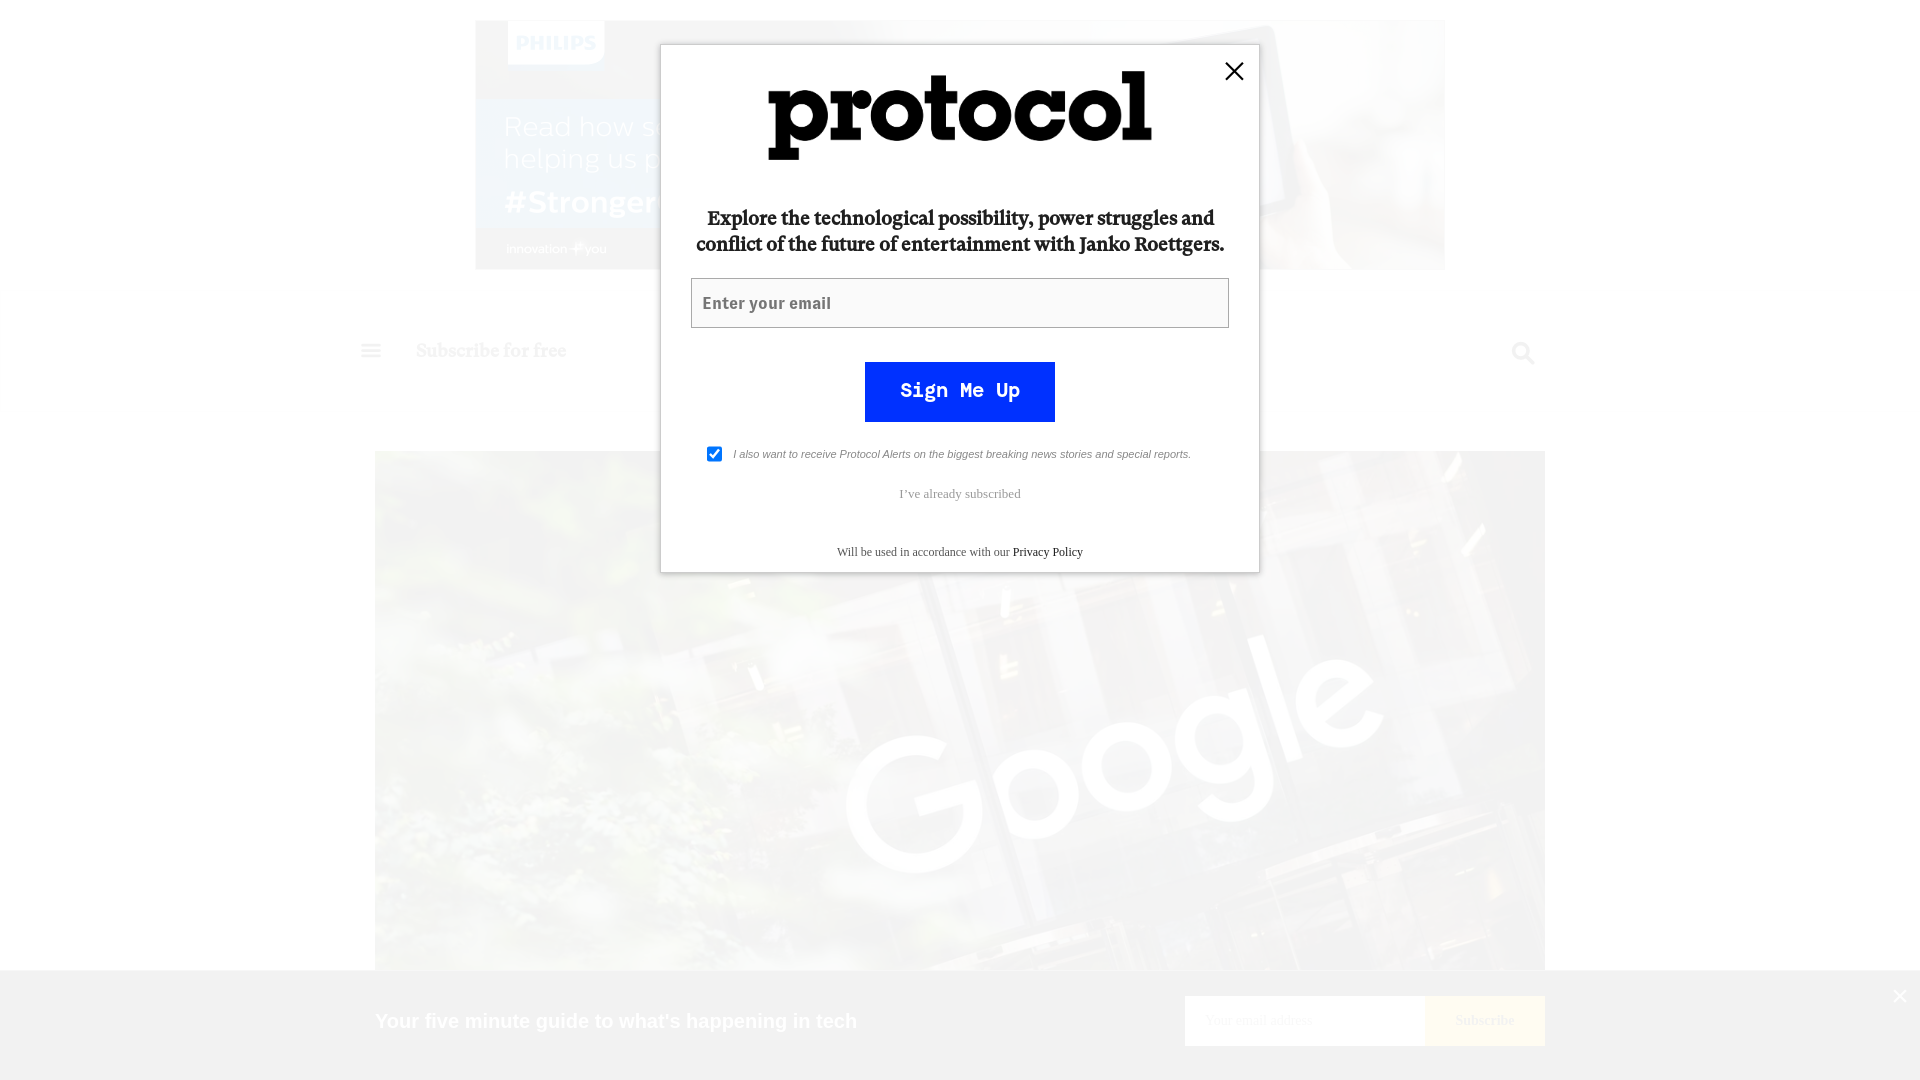 PHILIPS
Read how s
helping us p
#Stronger
innovation + you
protocol
Explore the technological possibility, power struggles and
conflict of the future of entertainment with Janko Roettgers.
Enter your email
Subscribe for free
Sign Me Up
I also want to receive Protocol Alerts on the biggest breaking news stories and special reports.
I've already subscribed
Will be used in accordance with our Privacy Policy
Google
Your five minute guide to what's happening in tech
Your email address
Subscribe